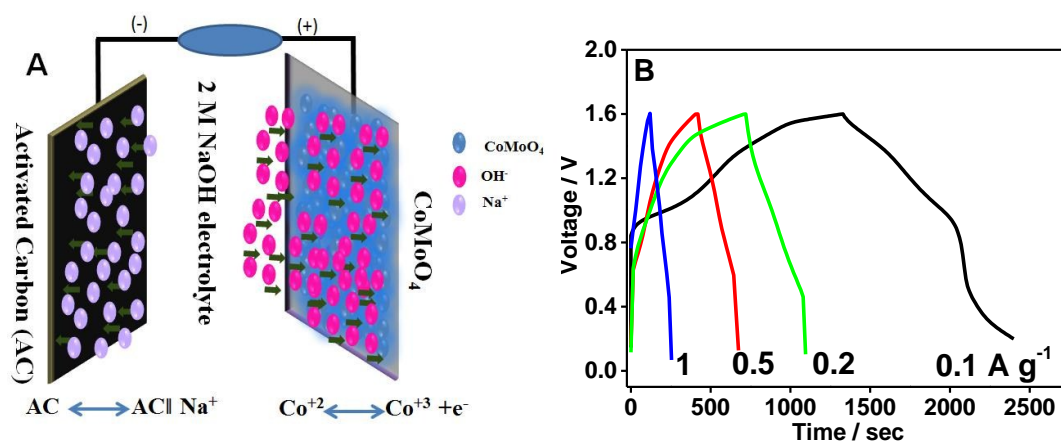 A
(-)
(+)
Activated Carbon (AC)
2 M NaOH electrolyte
CoMoO₄
CoMoO₄
OH⁻
Na⁺
AC ⟷ AC‖ Na⁺
Co⁺² ⟷ Co⁺³ +e⁻
B
Voltage / V
2.0
1.6
1.2
0.8
0.4
0.0
1 0.5 0.2 0.1 A g⁻¹
0 500 1000 1500 2000 2500
Time / sec